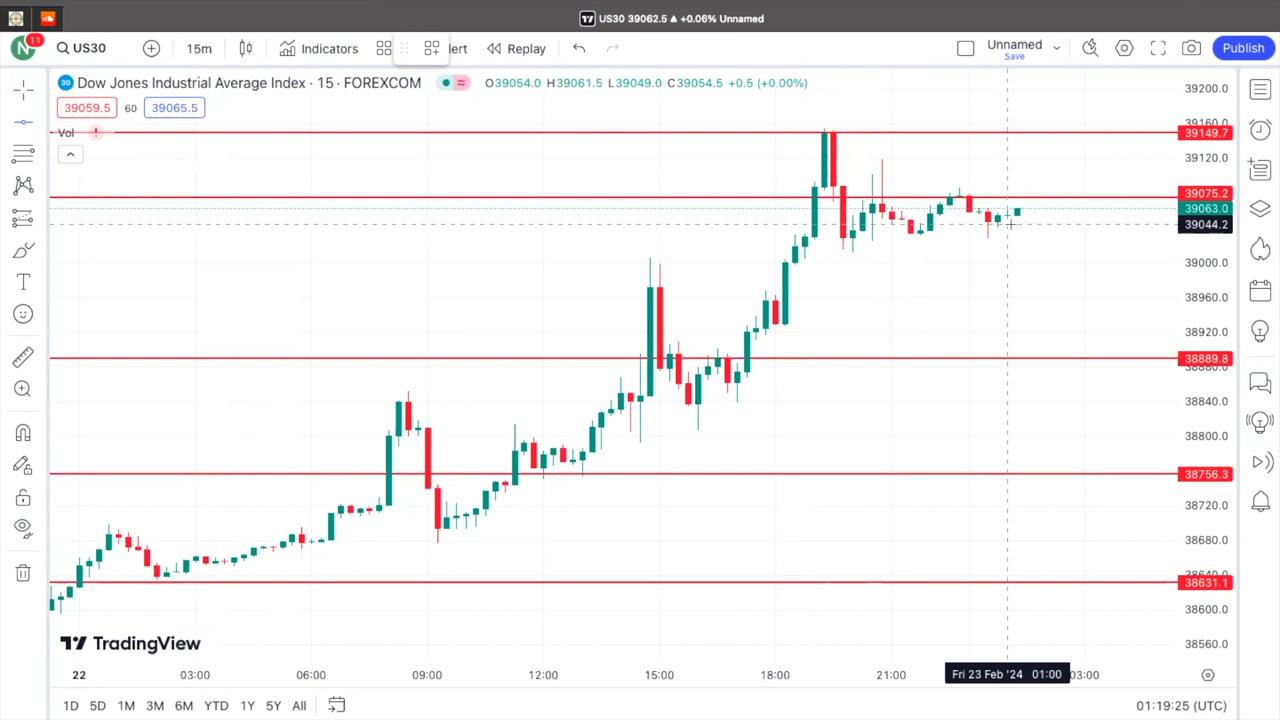 US30 39062.5 ▲ +0.06% Unnamed
N 11 US30 15m Indicators lert Replay Unnamed Save Publish
30 Dow Jones Industrial Average Index · 15 · FOREXCOM O39054.0 H39061.5 L39049.0 C39054.5 +0.5 (+0.00%)
39059.5 60 39065.5
Vol !
39200.0
39160.0
39149.7
39120.0
39075.2
39063.0
39044.2
39000.0
38960.0
38920.0
38889.8
38880.0
38840.0
38800.0
38756.3
38720.0
38680.0
38640.0
38631.1
38600.0
38560.0
TradingView
22 03:00 06:00 09:00 12:00 15:00 18:00 21:00 Fri 23 Feb '24 01:00 03:00
1D 5D 1M 3M 6M YTD 1Y 5Y All 01:19:25 (UTC)